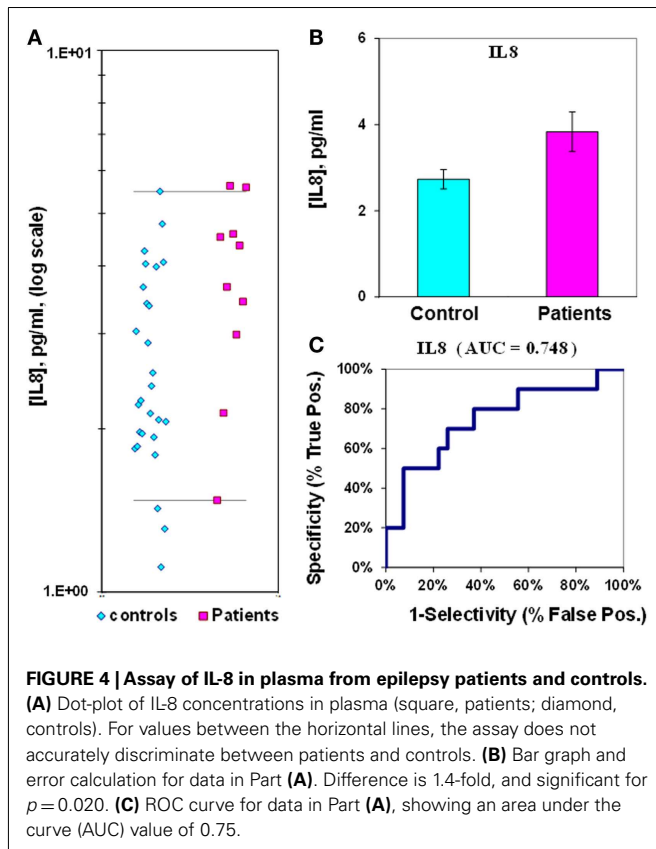 A
1.E+01
[IL8], pg/ml, (log scale)
1.E+00
controls Patients
B
IL8
6
4
2
0
[IL8], pg/ml
Control Patients
C
IL8 ( AUC = 0.748 )
100%
80%
60%
40%
20%
0%
Specificity (% True Pos.)
0% 20% 40% 60% 80% 100%
1-Selectivity (% False Pos.)
FIGURE 4 | Assay of IL-8 in plasma from epilepsy patients and controls.
(A) Dot-plot of IL-8 concentrations in plasma (square, patients; diamond,
controls). For values between the horizontal lines, the assay does not
accurately discriminate between patients and controls. (B) Bar graph and
error calculation for data in Part (A). Difference is 1.4-fold, and significant for
p = 0.020. (C) ROC curve for data in Part (A), showing an area under the
curve (AUC) value of 0.75.